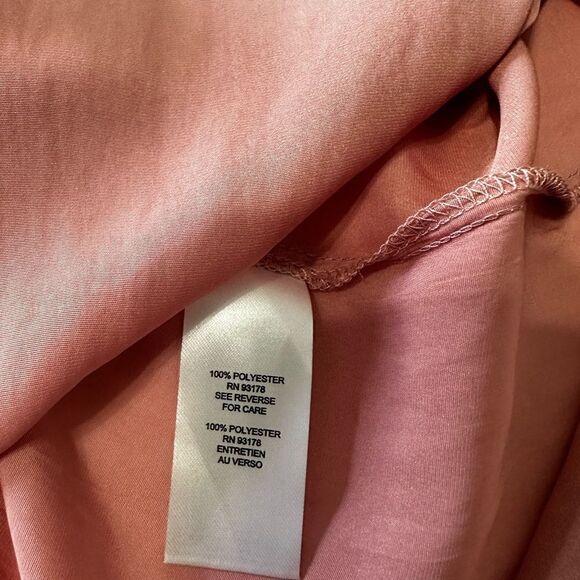 100% POLYESTER
RN 93178
SEE REVERSE
FOR CARE
100% POLYESTER
RN 93178
ENTRETIEN
AU VERSO